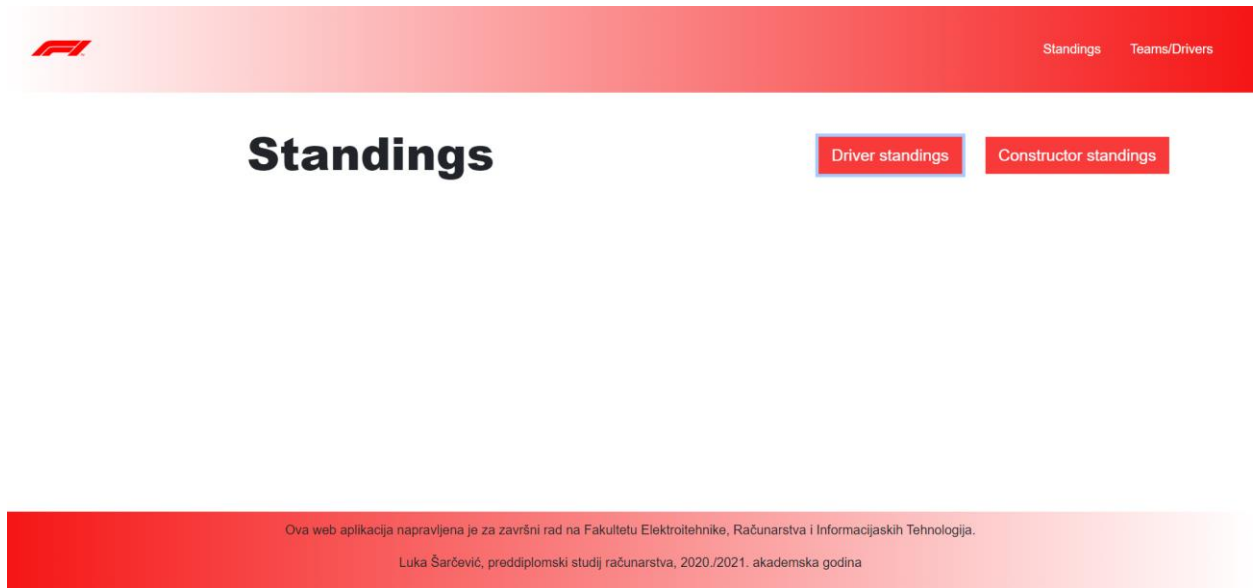 Standings Teams/Drivers
Standings
Driver standings Constructor standings
Ova web aplikacija napravljena je za završni rad na Fakultetu Elektroitehnike, Računarstva i Informacijaskih Tehnologija.
Luka Šarčević, preddiplomski studij računarstva, 2020./2021. akademska godina